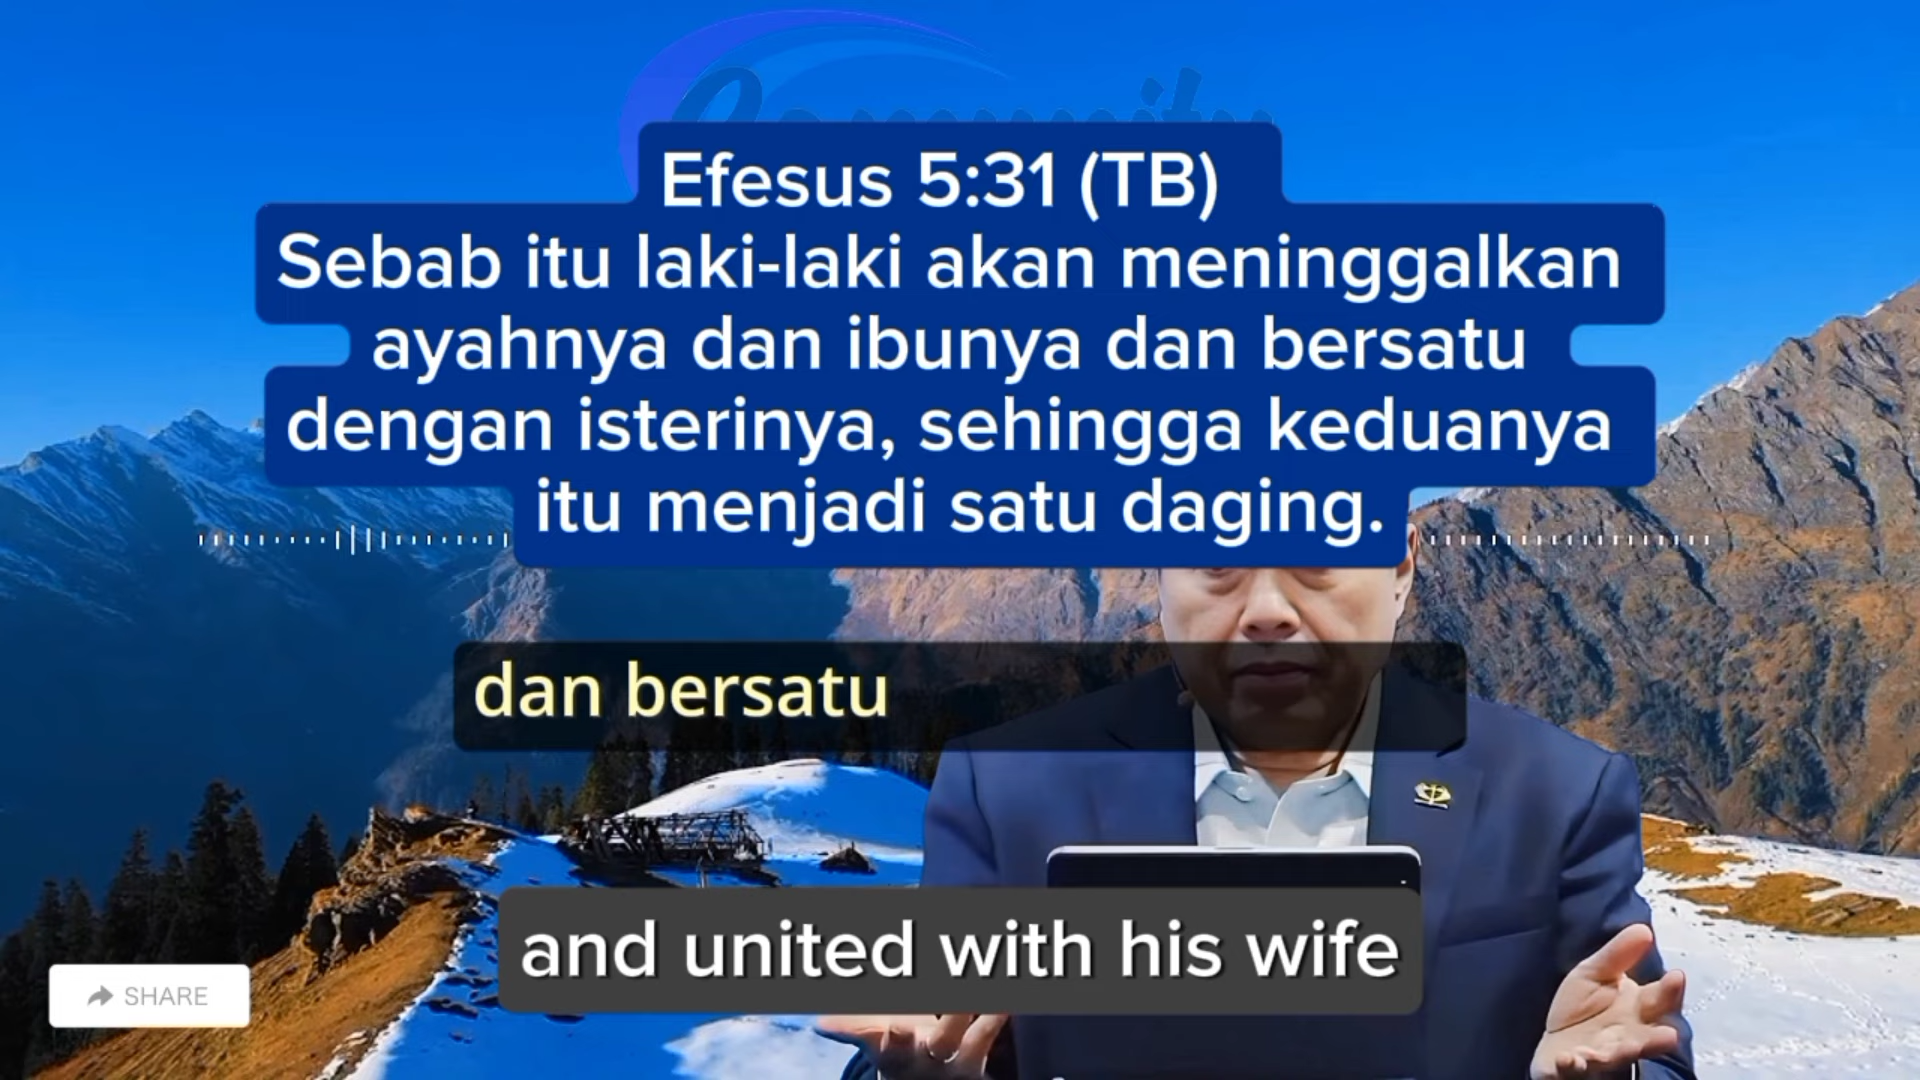 Efesus 5:31 (TB)
Sebab itu laki-laki akan meninggalkan
ayahnya dan ibunya dan bersatu
dengan isterinya, sehingga keduanya
itu menjadi satu daging.
dan bersatu
and united with his wife
SHARE